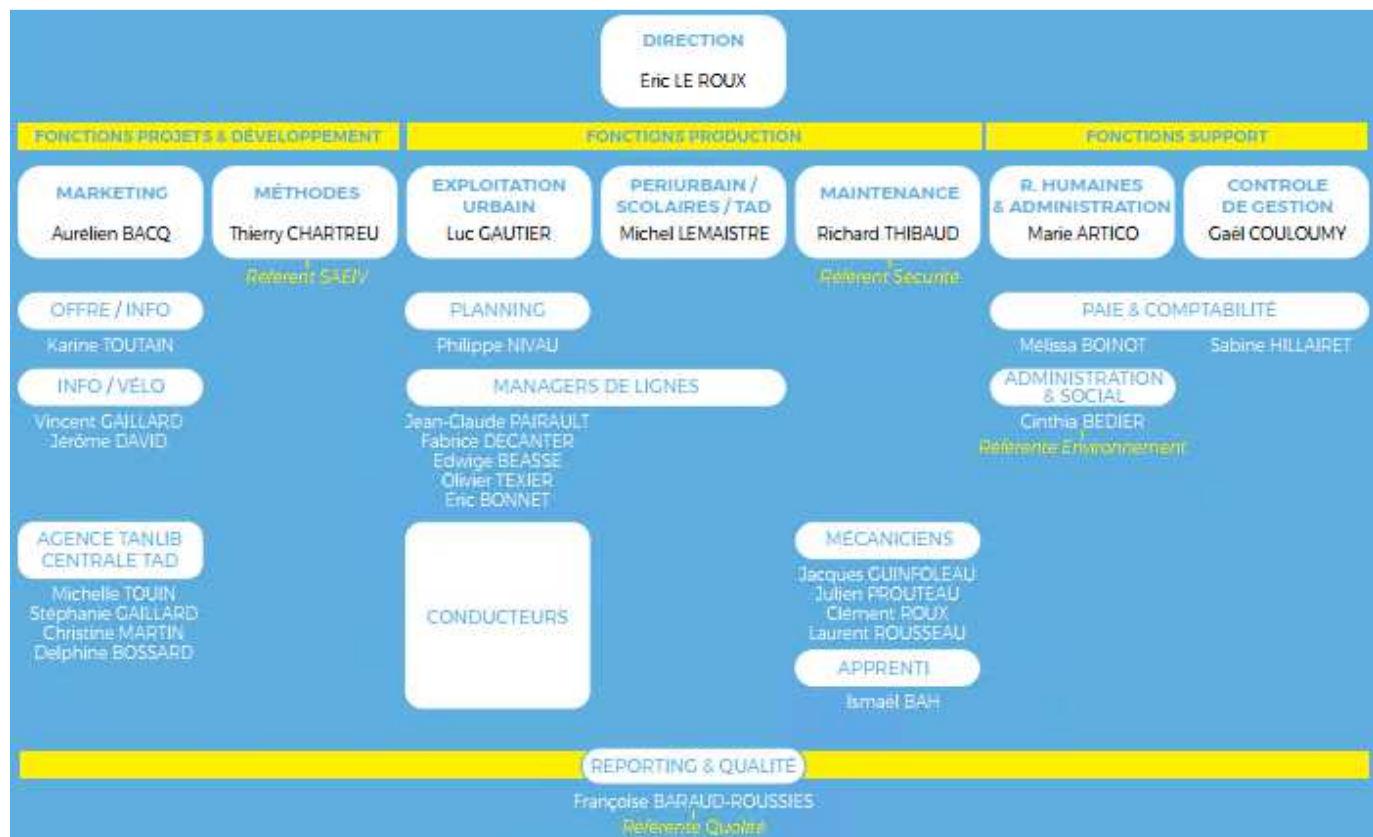 DIRECTION
Eric LE ROUX
FONCTIONS PROJETS & DÉVELOPPEMENT
FONCTIONS PRODUCTION
FONCTIONS SUPPORT
MARKETING
Aurélien BACQ
MÉTHODES
Thierry CHARTREU
Référent SAEIV
EXPLOITATION
URBAIN
Luc GAUTIER
PERIURBAIN /
SCOLAIRES / TAD
Michel LEMAISTRE
MAINTENANCE
Richard THIBAUD
Référent Sécurité
R. HUMAINES
& ADMINISTRATION
Marie ARTICO
CONTROLE
DE GESTION
Gaël COULOUMY
OFFRE / INFO
Karine TOUTAIN
INFO / VÉLO
Vincent GAILLARD
Jérôme DAVID
AGENCE TANLIB
CENTRALE TAD
Michelle TOUIN
Stéphanie GAILLARD
Christine MARTIN
Delphine BOSSARD
PLANNING
Philippe NIVAU
MANAGERS DE LIGNES
Jean-Claude PAIRAULT
Fabrice DECANTER
Edwige BEASSE
Olivier TEXIER
Eric BONNET
CONDUCTEURS
MÉCANICIENS
Jacques GUINFOLEAU
Julien PROUTEAU
Clément ROUX
Laurent ROUSSEAU
APPRENTI
Ismaël BAH
PAIE & COMPTABILITÉ
Mélissa BOINOT
Sabine HILLAIRET
ADMINISTRATION
& SOCIAL
Cinthia BEDIER
Référente Environnement
REPORTING & QUALITÉ
Françoise BARAUD-ROUSSIES
Référente Qualité